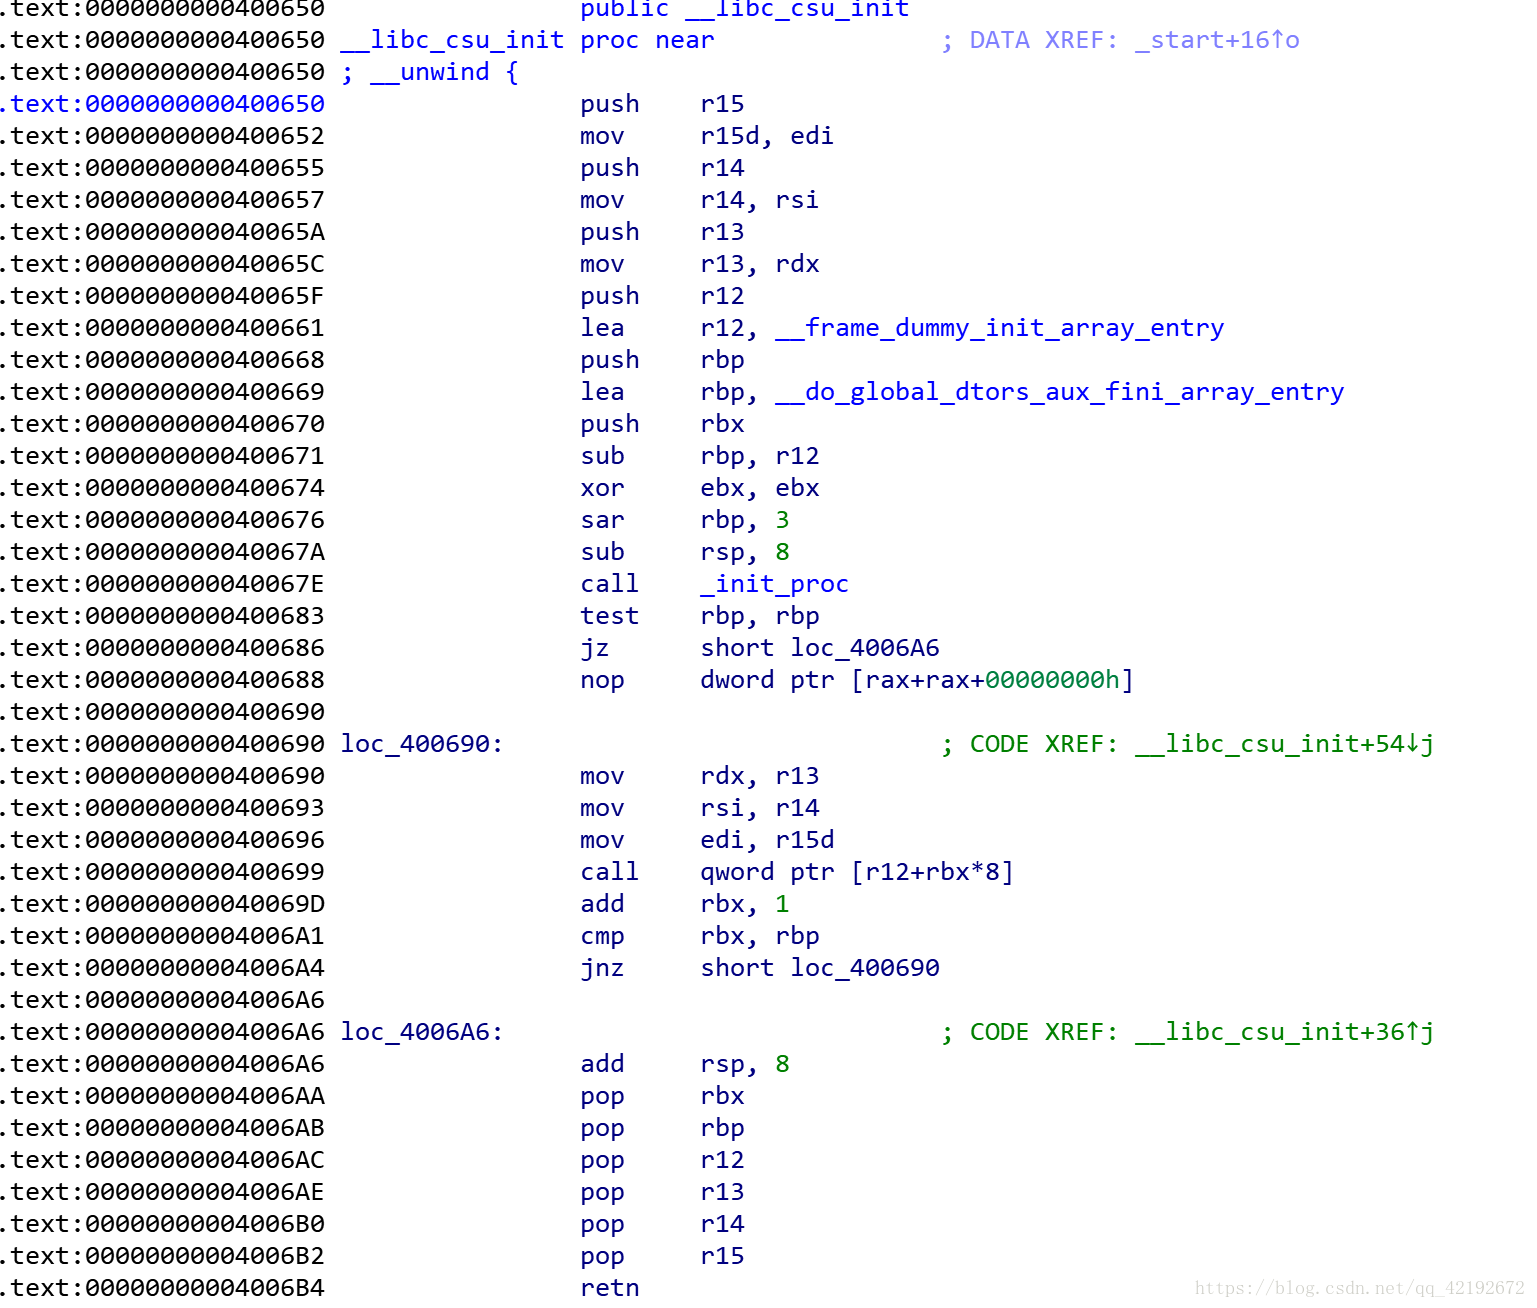 .text:0000000000400650                 public __libc_csu_init
.text:0000000000400650 __libc_csu_init proc near               ; DATA XREF: _start+16↑o
.text:0000000000400650 ; __unwind {
.text:0000000000400650                 push    r15
.text:0000000000400652                 mov     r15d, edi
.text:0000000000400655                 push    r14
.text:0000000000400657                 mov     r14, rsi
.text:000000000040065A                 push    r13
.text:000000000040065C                 mov     r13, rdx
.text:000000000040065F                 push    r12
.text:0000000000400661                 lea     r12, __frame_dummy_init_array_entry
.text:0000000000400668                 push    rbp
.text:0000000000400669                 lea     rbp, __do_global_dtors_aux_fini_array_entry
.text:0000000000400670                 push    rbx
.text:0000000000400671                 sub     rbp, r12
.text:0000000000400674                 xor     ebx, ebx
.text:0000000000400676                 sar     rbp, 3
.text:000000000040067A                 sub     rsp, 8
.text:000000000040067E                 call    _init_proc
.text:0000000000400683                 test    rbp, rbp
.text:0000000000400686                 jz      short loc_4006A6
.text:0000000000400688                 nop     dword ptr [rax+rax+00000000h]
.text:0000000000400690
.text:0000000000400690 loc_400690:                             ; CODE XREF: __libc_csu_init+54↓j
.text:0000000000400690                 mov     rdx, r13
.text:0000000000400693                 mov     rsi, r14
.text:0000000000400696                 mov     edi, r15d
.text:0000000000400699                 call    qword ptr [r12+rbx*8]
.text:000000000040069D                 add     rbx, 1
.text:00000000004006A1                 cmp     rbx, rbp
.text:00000000004006A4                 jnz     short loc_400690
.text:00000000004006A6
.text:00000000004006A6 loc_4006A6:                             ; CODE XREF: __libc_csu_init+36↑j
.text:00000000004006A6                 add     rsp, 8
.text:00000000004006AA                 pop     rbx
.text:00000000004006AB                 pop     rbp
.text:00000000004006AC                 pop     r12
.text:00000000004006AE                 pop     r13
.text:00000000004006B0                 pop     r14
.text:00000000004006B2                 pop     r15
.text:00000000004006B4                 retn
https://blog.csdn.net/qq_42192672